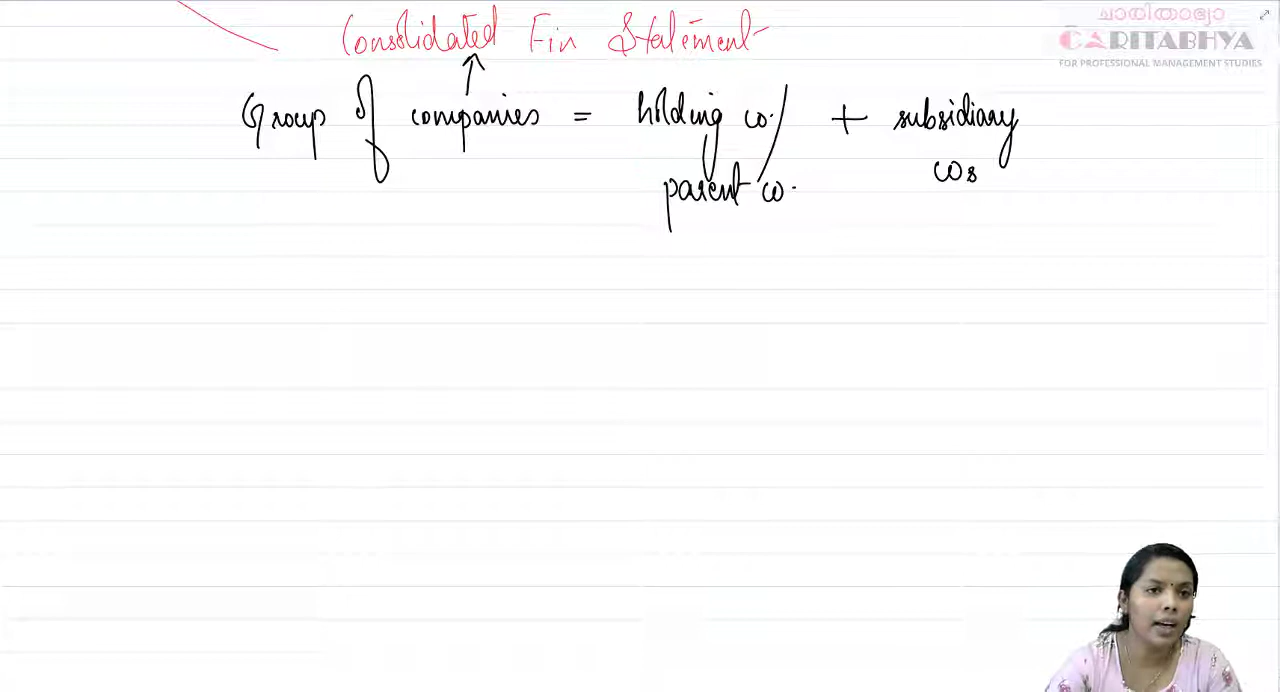 Consolidated Fin Statement
ചാരിതാഭ്യാ
CARITABHYA
FOR PROFESSIONAL MANAGEMENT STUDIES
Group of companies = holding co./ + subsidiary
parent co. cos